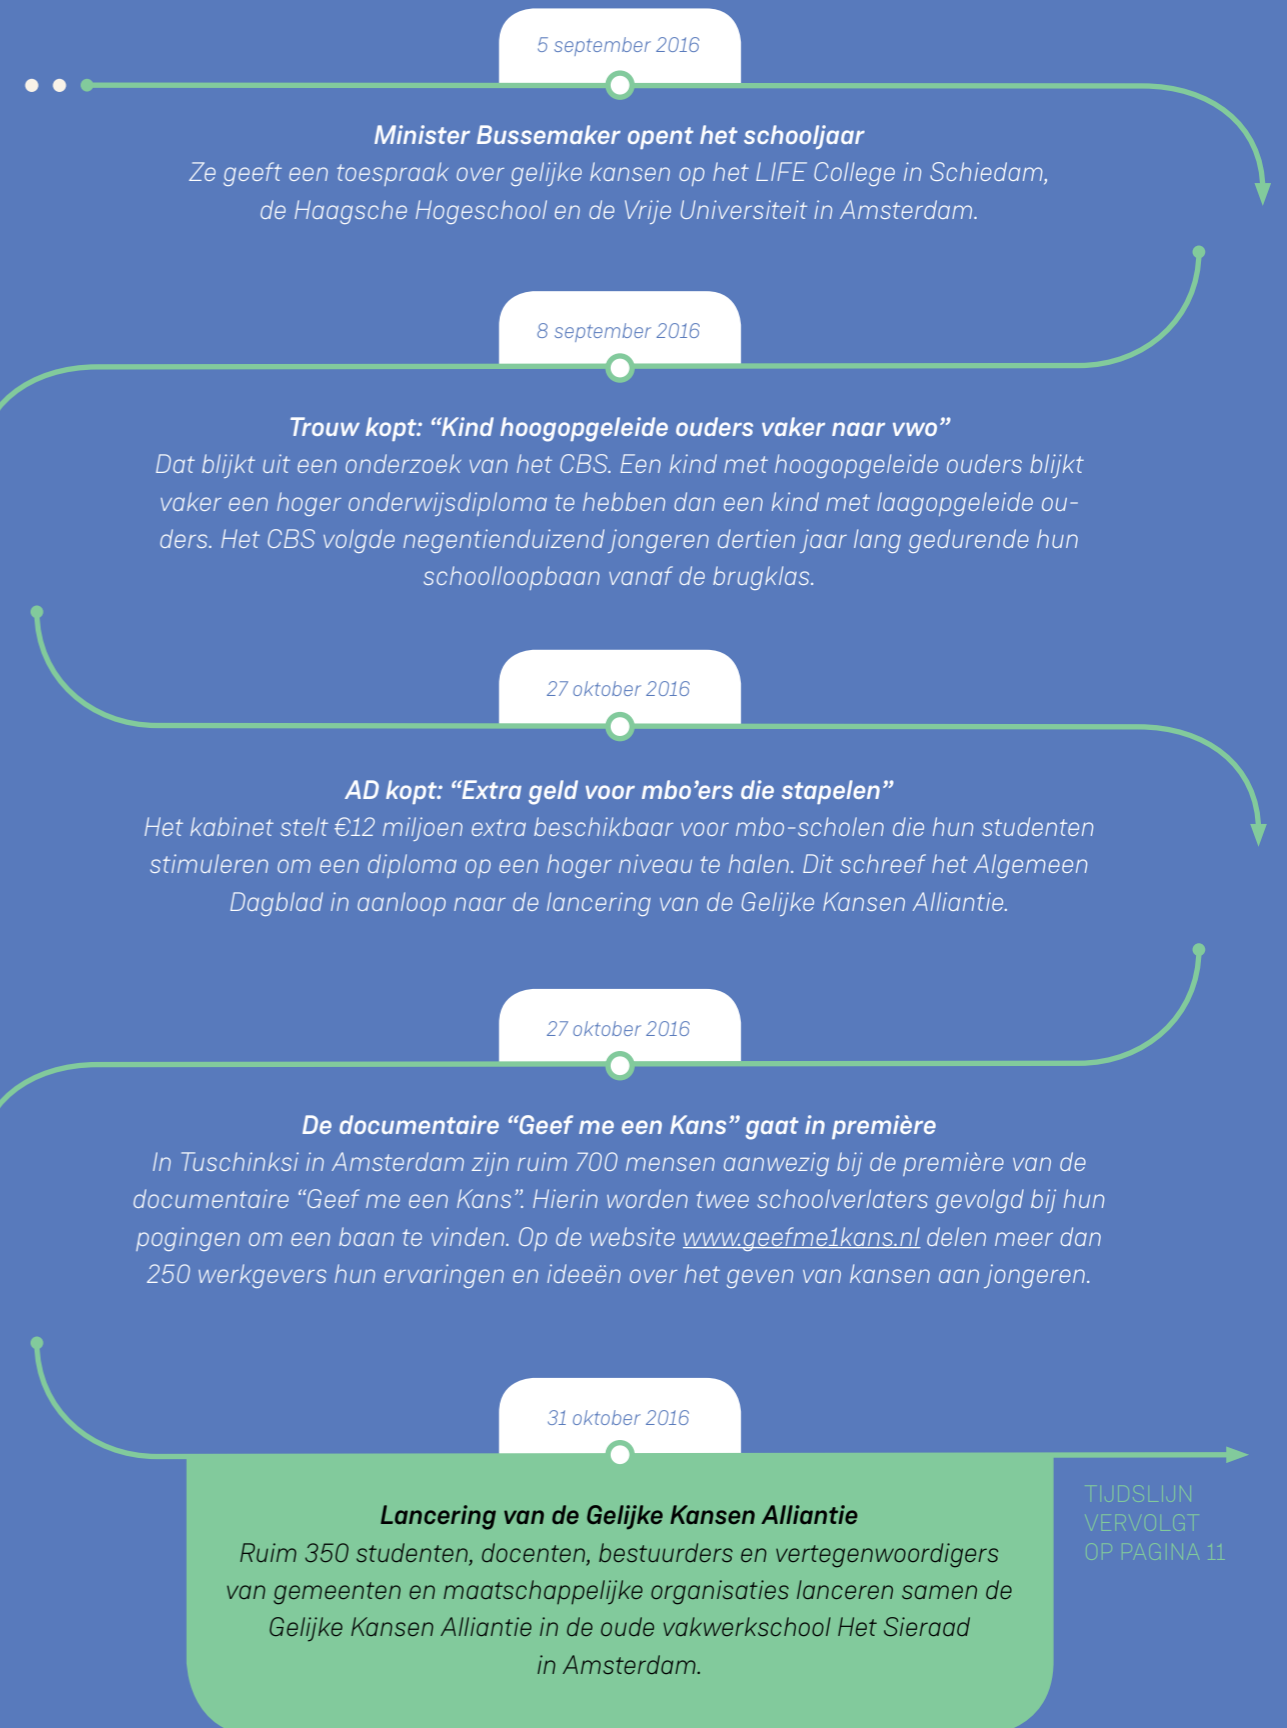 5 september 2016
Minister Bussemaker opent het schooljaar
Ze geeft een toespraak over gelijke kansen op het LIFE College in Schiedam,
de Haagsche Hogeschool en de Vrije Universiteit in Amsterdam.
8 september 2016
Trouw kopt: “Kind hoogopgeleide ouders vaker naar vwo”
Dat blijkt uit een onderzoek van het CBS. Een kind met hoogopgeleide ouders blijkt
vaker een hoger onderwijsdiploma te hebben dan een kind met laagopgeleide ou-
ders. Het CBS volgde negentienduizend jongeren dertien jaar lang gedurende hun
schoolloopbaan vanaf de brugklas.
27 oktober 2016
AD kopt: “Extra geld voor mbo’ers die stapelen”
Het kabinet stelt €12 miljoen extra beschikbaar voor mbo-scholen die hun studenten
stimuleren om een diploma op een hoger niveau te halen. Dit schreef het Algemeen
Dagblad in aanloop naar de lancering van de Gelijke Kansen Alliantie.
27 oktober 2016
De documentaire “Geef me een Kans” gaat in première
In Tuschinksi in Amsterdam zijn ruim 700 mensen aanwezig bij de première van de
documentaire “Geef me een Kans”. Hierin worden twee schoolverlaters gevolgd bij hun
pogingen om een baan te vinden. Op de website www.geefme1kans.nl delen meer dan
250 werkgevers hun ervaringen en ideeën over het geven van kansen aan jongeren.
31 oktober 2016
Lancering van de Gelijke Kansen Alliantie
Ruim 350 studenten, docenten, bestuurders en vertegenwoordigers
van gemeenten en maatschappelijke organisaties lanceren samen de
Gelijke Kansen Alliantie in de oude vakwerkschool Het Sieraad
in Amsterdam.
TIJDSLIJN
VERVOLGT
OP PAGINA 11